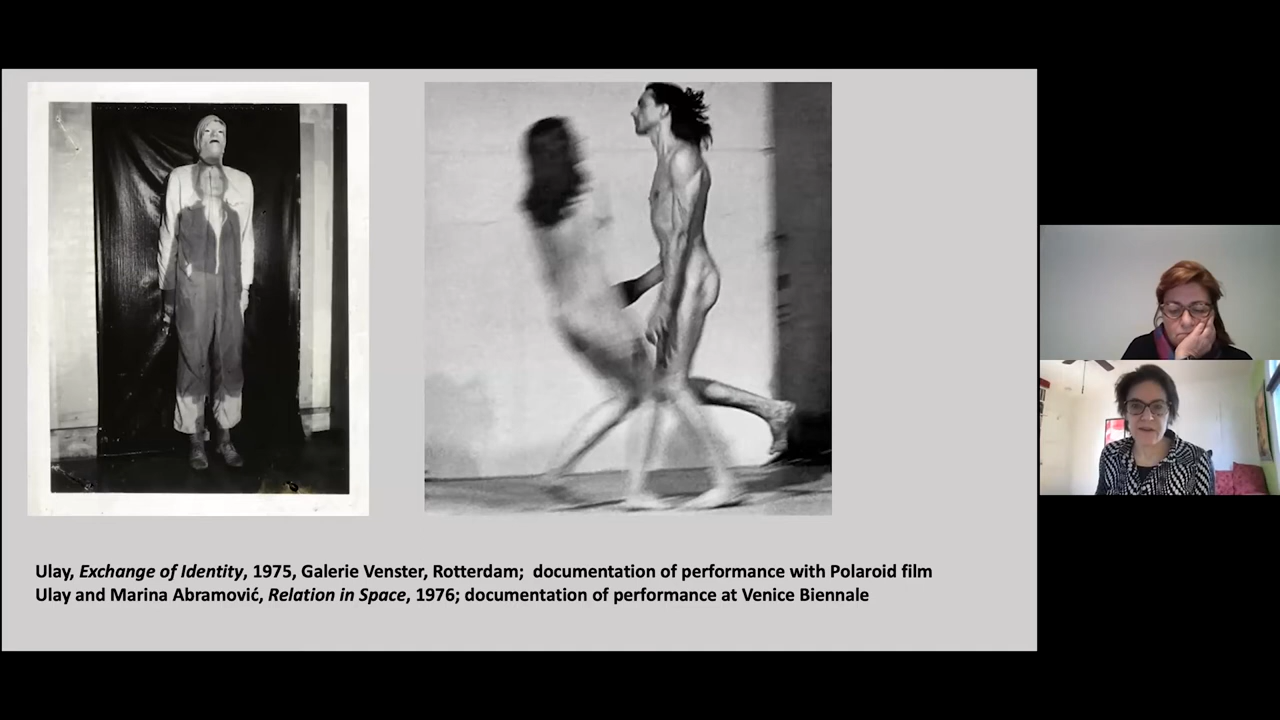 Ulay, Exchange of Identity, 1975, Galerie Venster, Rotterdam;  documentation of performance with Polaroid film
Ulay and Marina Abramović, Relation in Space, 1976; documentation of performance at Venice Biennale